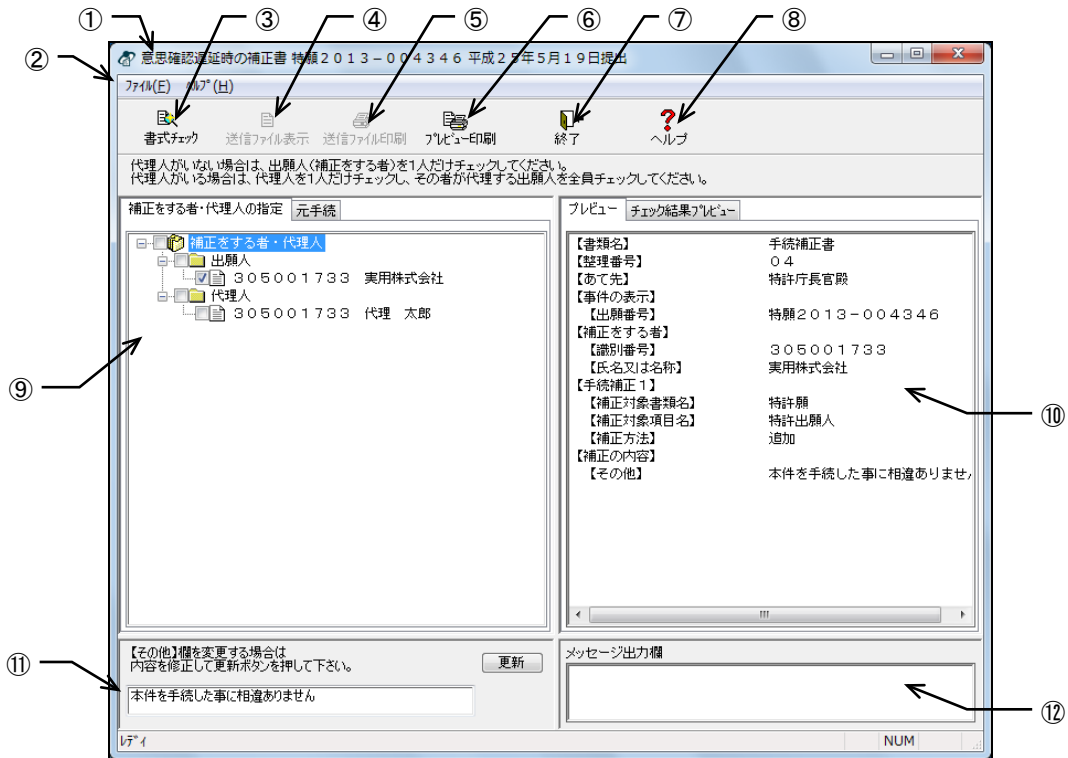 ① ③ ④ ⑤ ⑥ ⑦ ⑧
②
意思確認遅延時の補正書 特願２０１３－００４３４６ 平成２５年５月１９日提出
ﾌｧｲﾙ(F) ﾍﾙﾌﾟ(H)
書式ﾁｪｯｸ 送信ﾌｧｲﾙ表示 送信ﾌｧｲﾙ印刷 ﾌﾟﾚﾋﾞｭｰ印刷 終了 ヘルプ
代理人がいない場合は、出願人（補正をする者）を1人だけチェックしてください。
代理人がいる場合は、代理人を1人だけチェックし、その者が代理する出願人を全員チェックしてください。
補正をする者・代理人の指定 元手続
補正をする者・代理人
出願人
３０５００１７３３ 実用株式会社
代理人
３０５００１７３３ 代理 太郎
⑨
プレビュー チェック結果ﾌﾟﾚﾋﾞｭｰ
【書類名】 手続補正書
【整理番号】 ０４
【あて先】 特許庁長官殿
【事件の表示】
【出願番号】 特願２０１３－００４３４６
【補正をする者】
【識別番号】 ３０５００１７３３
【氏名又は名称】 実用株式会社
【手続補正１】
【補正対象書類名】 特許願
【補正対象項目名】 特許出願人
【補正方法】 追加
【補正の内容】
【その他】 本件を手続した事に相違ありませ
⑩
⑪
【その他】欄を変更する場合は
内容を修正して更新ボタンを押して下さい。
更新
本件を手続した事に相違ありません
メッセージ出力欄
⑫
ﾚﾃﾞｨ NUM